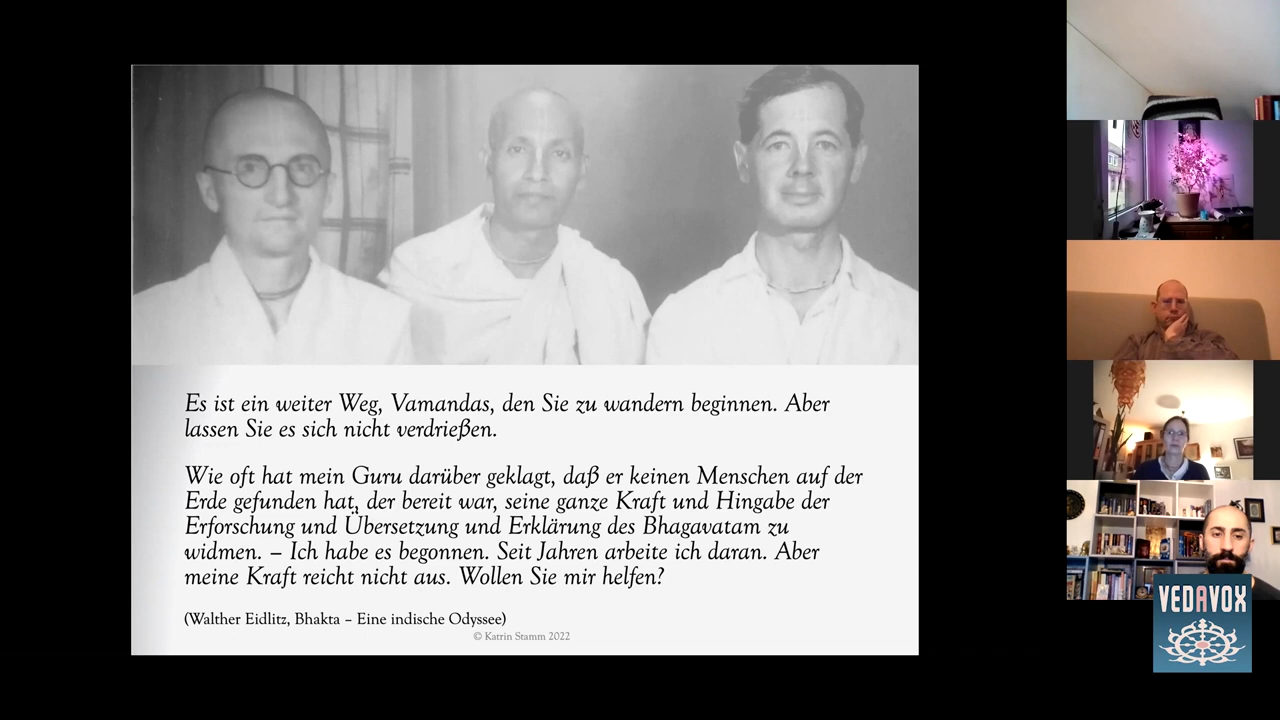 Es ist ein weiter Weg, Vamandas, den Sie zu wandern beginnen. Aber
lassen Sie es sich nicht verdrießen.
Wie oft hat mein Guru darüber geklagt, daß er keinen Menschen auf der
Erde gefunden hat, der bereit war, seine ganze Kraft und Hingabe der
Erforschung und Übersetzung und Erklärung des Bhagavatam zu
widmen. – Ich habe es begonnen. Seit Jahren arbeite ich daran. Aber
meine Kraft reicht nicht aus. Wollen Sie mir helfen?
(Walther Eidlitz, Bhakta – Eine indische Odyssee)
© Katrin Stamm 2022
VEDAVOX